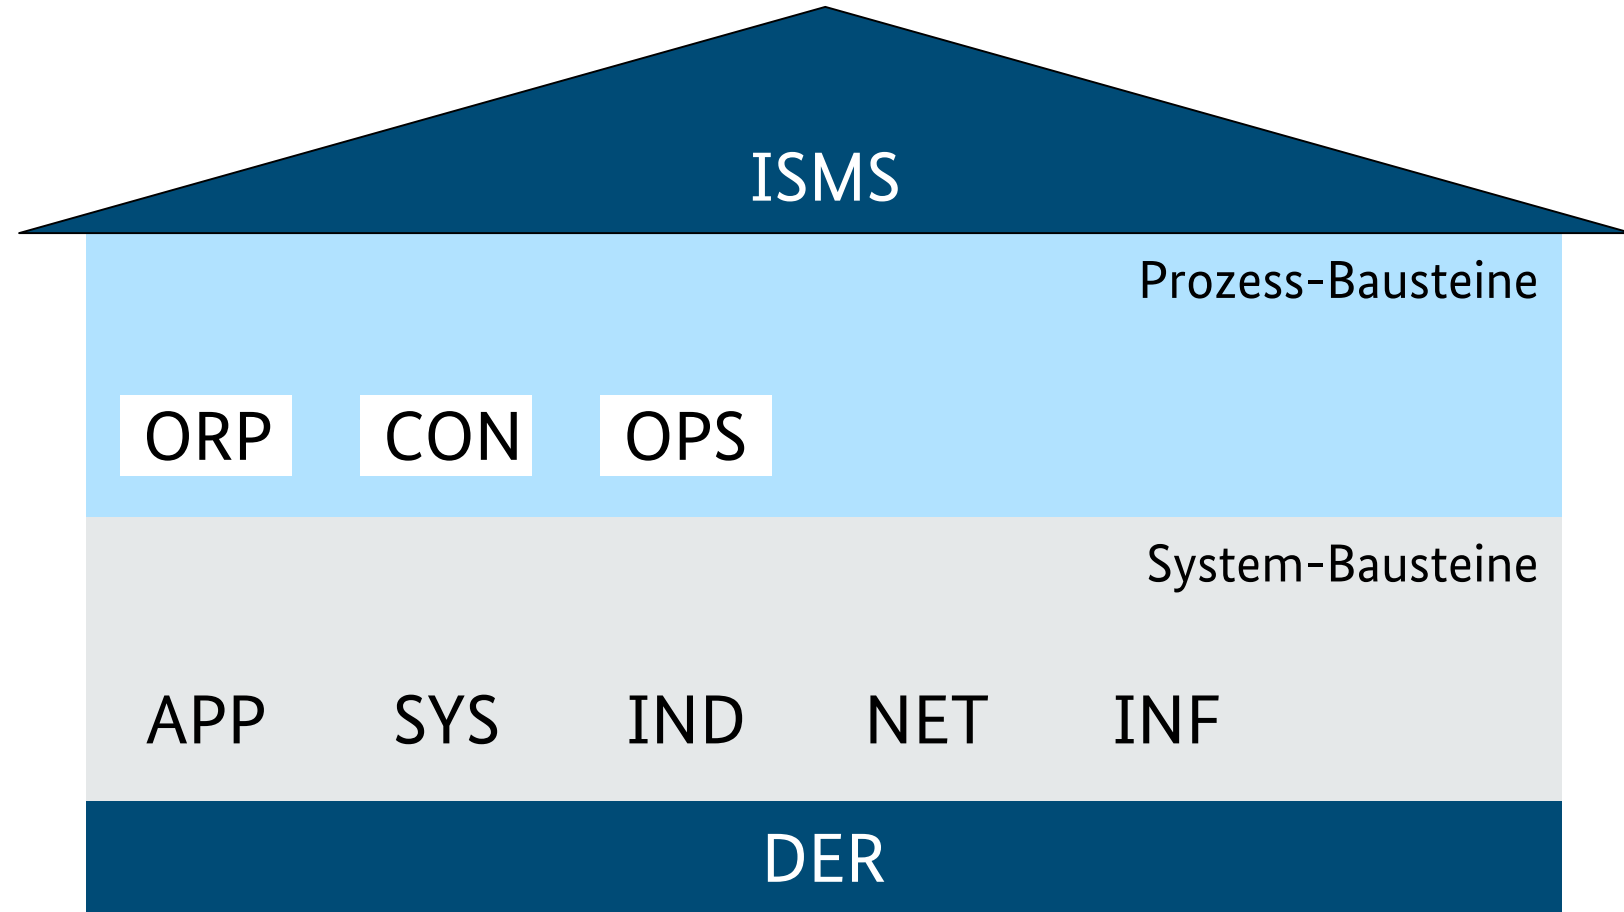 ISMS
Prozess-Bausteine
ORP CON OPS
System-Bausteine
APP SYS IND NET INF
DER